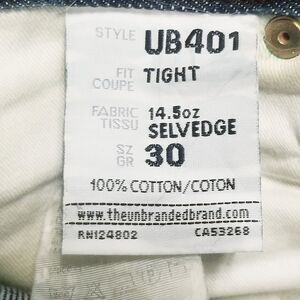 STYLE UB401
FIT TIGHT
COUPE
FABRIC 14.5oz
TISSU SELVEDGE
SZ 30
GR
100% COTTON/COTON
www.theunbrandedbrand.com
RN124802 CA53268